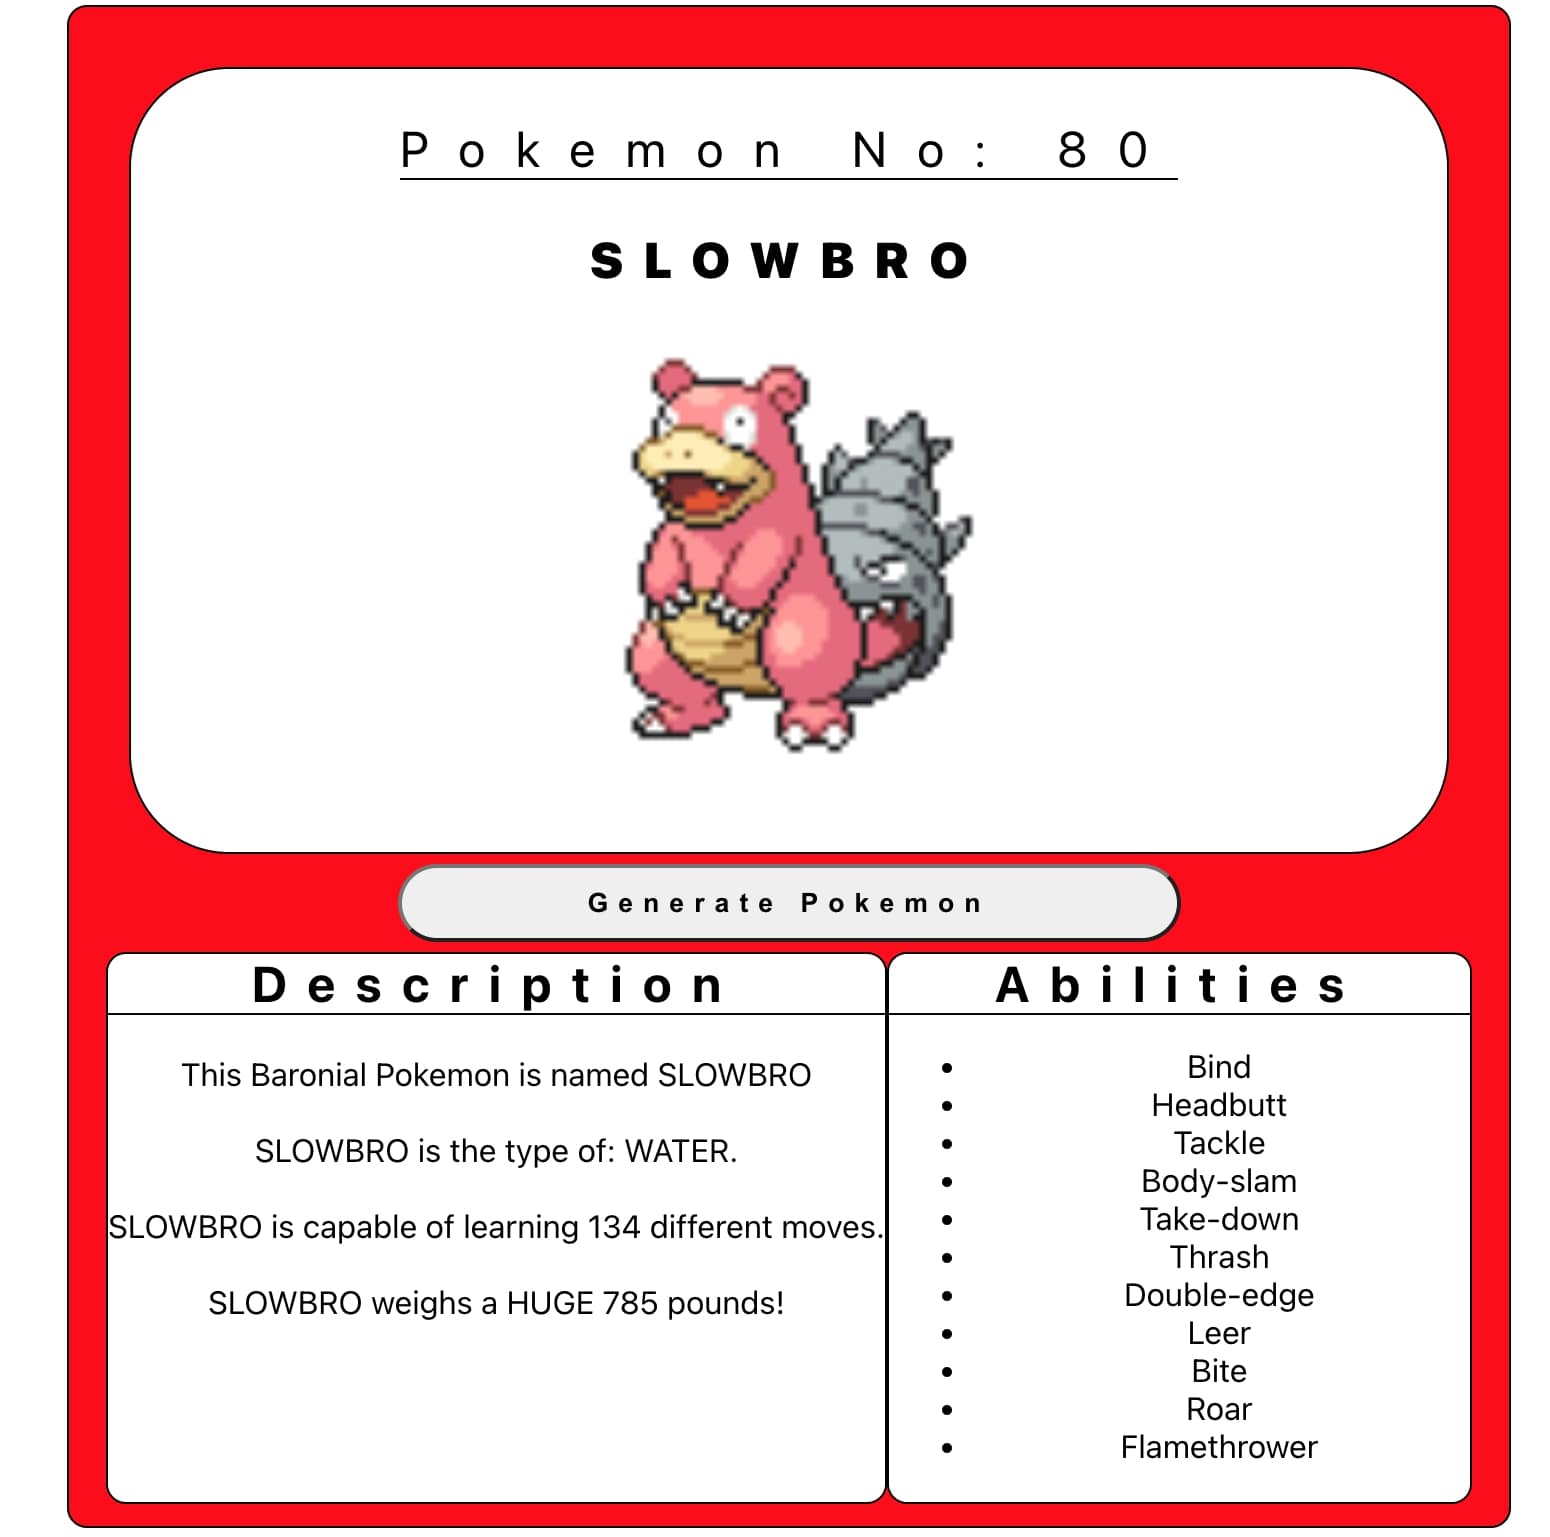 Pokemon No: 80
SLOWBRO
Generate Pokemon
Description
This Baronial Pokemon is named SLOWBRO
SLOWBRO is the type of: WATER.
SLOWBRO is capable of learning 134 different moves.
SLOWBRO weighs a HUGE 785 pounds!
Abilities
Bind
Headbutt
Tackle
Body-slam
Take-down
Thrash
Double-edge
Leer
Bite
Roar
Flamethrower